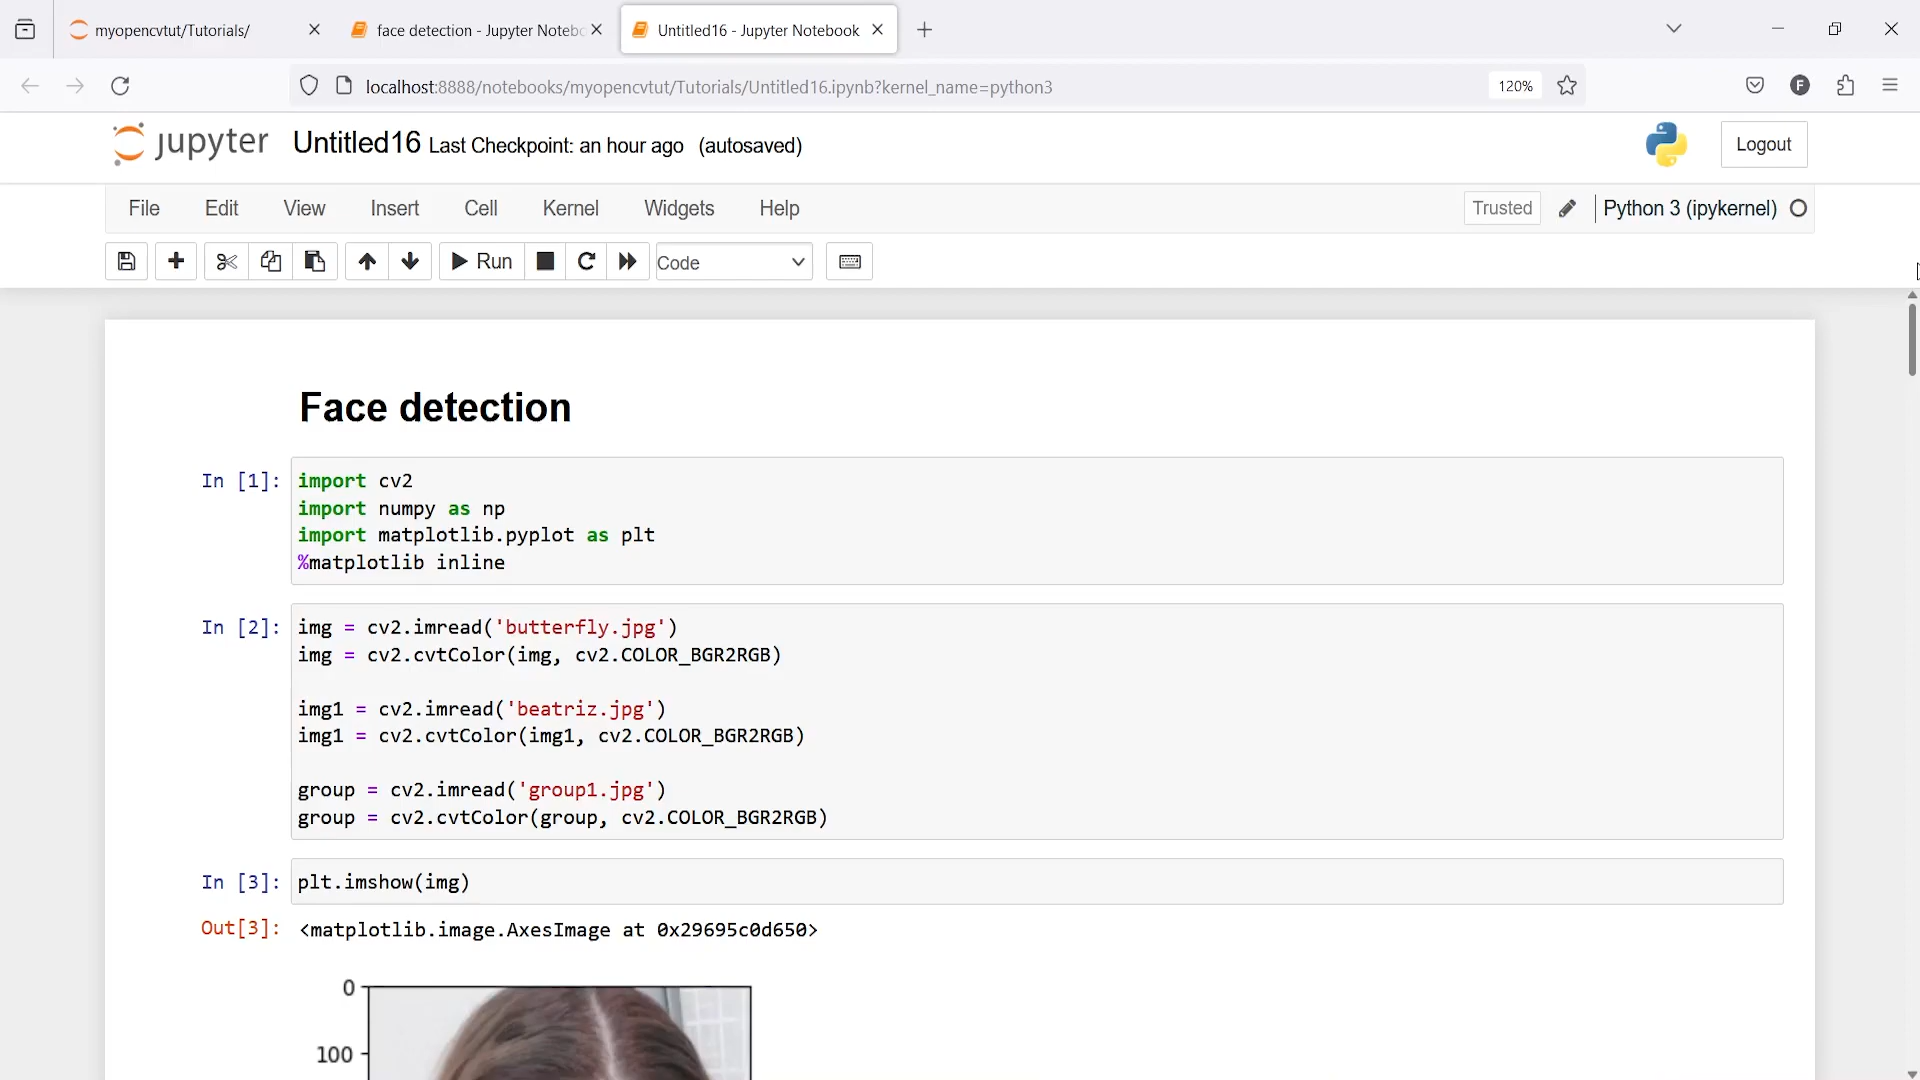 myopencvtut/Tutorials/
face detection - Jupyter Notebo
Untitled16 - Jupyter Notebook
localhost:8888/notebooks/myopencvtut/Tutorials/Untitled16.ipynb?kernel_name=python3
120%
F
jupyter
Untitled16 Last Checkpoint: an hour ago (autosaved)
Logout
File Edit View Insert Cell Kernel Widgets Help
Trusted
Python 3 (ipykernel)
Run
Code
Face detection
In [1]:
import cv2
import numpy as np
import matplotlib.pyplot as plt
%matplotlib inline
In [2]:
img = cv2.imread('butterfly.jpg')
img = cv2.cvtColor(img, cv2.COLOR_BGR2RGB)
img1 = cv2.imread('beatriz.jpg')
img1 = cv2.cvtColor(img1, cv2.COLOR_BGR2RGB)
group = cv2.imread('group1.jpg')
group = cv2.cvtColor(group, cv2.COLOR_BGR2RGB)
In [3]:
plt.imshow(img)
Out[3]:
<matplotlib.image.AxesImage at 0x29695c0d650>
0
100